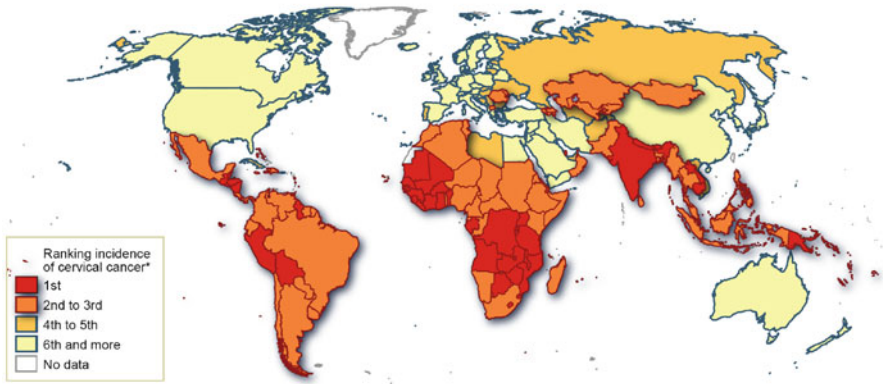 Ranking incidence
of cervical cancer*
1st
2nd to 3rd
4th to 5th
6th and more
No data